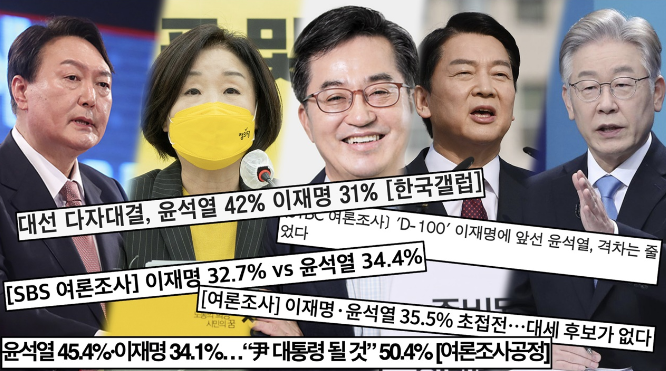 대선 다자대결, 윤석열 42% 이재명 31% [한국갤럽]
여론조사] ‘D-100’ 이재명에 앞선 윤석열, 격차는 줄
었다
[SBS 여론조사] 이재명 32.7% vs 윤석열 34.4%
[여론조사] 이재명·윤석열 35.5% 초접전…대세 후보가 없다
윤석열 45.4%·이재명 34.1%…“尹 대통령 될 것” 50.4% [여론조사공정]